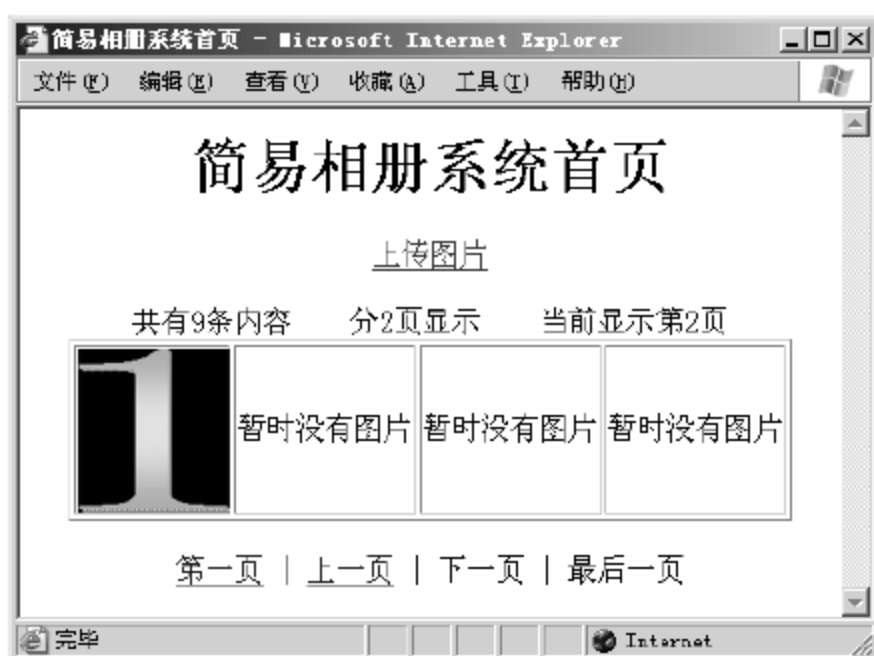 简易相册系统首页 - Microsoft Internet Explorer
文件(F) 编辑(E) 查看(V) 收藏(A) 工具(T) 帮助(H)
简易相册系统首页
上传图片
共有9条内容 分2页显示 当前显示第2页
1 暂时没有图片 暂时没有图片 暂时没有图片
第一页 | 上一页 | 下一页 | 最后一页
完毕 Internet